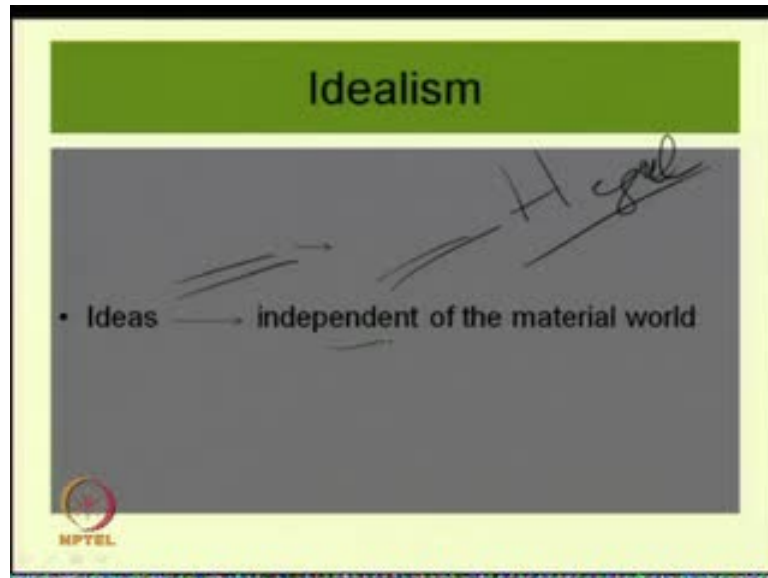 Idealism
Hegel
• Ideas → independent of the material world
NPTEL